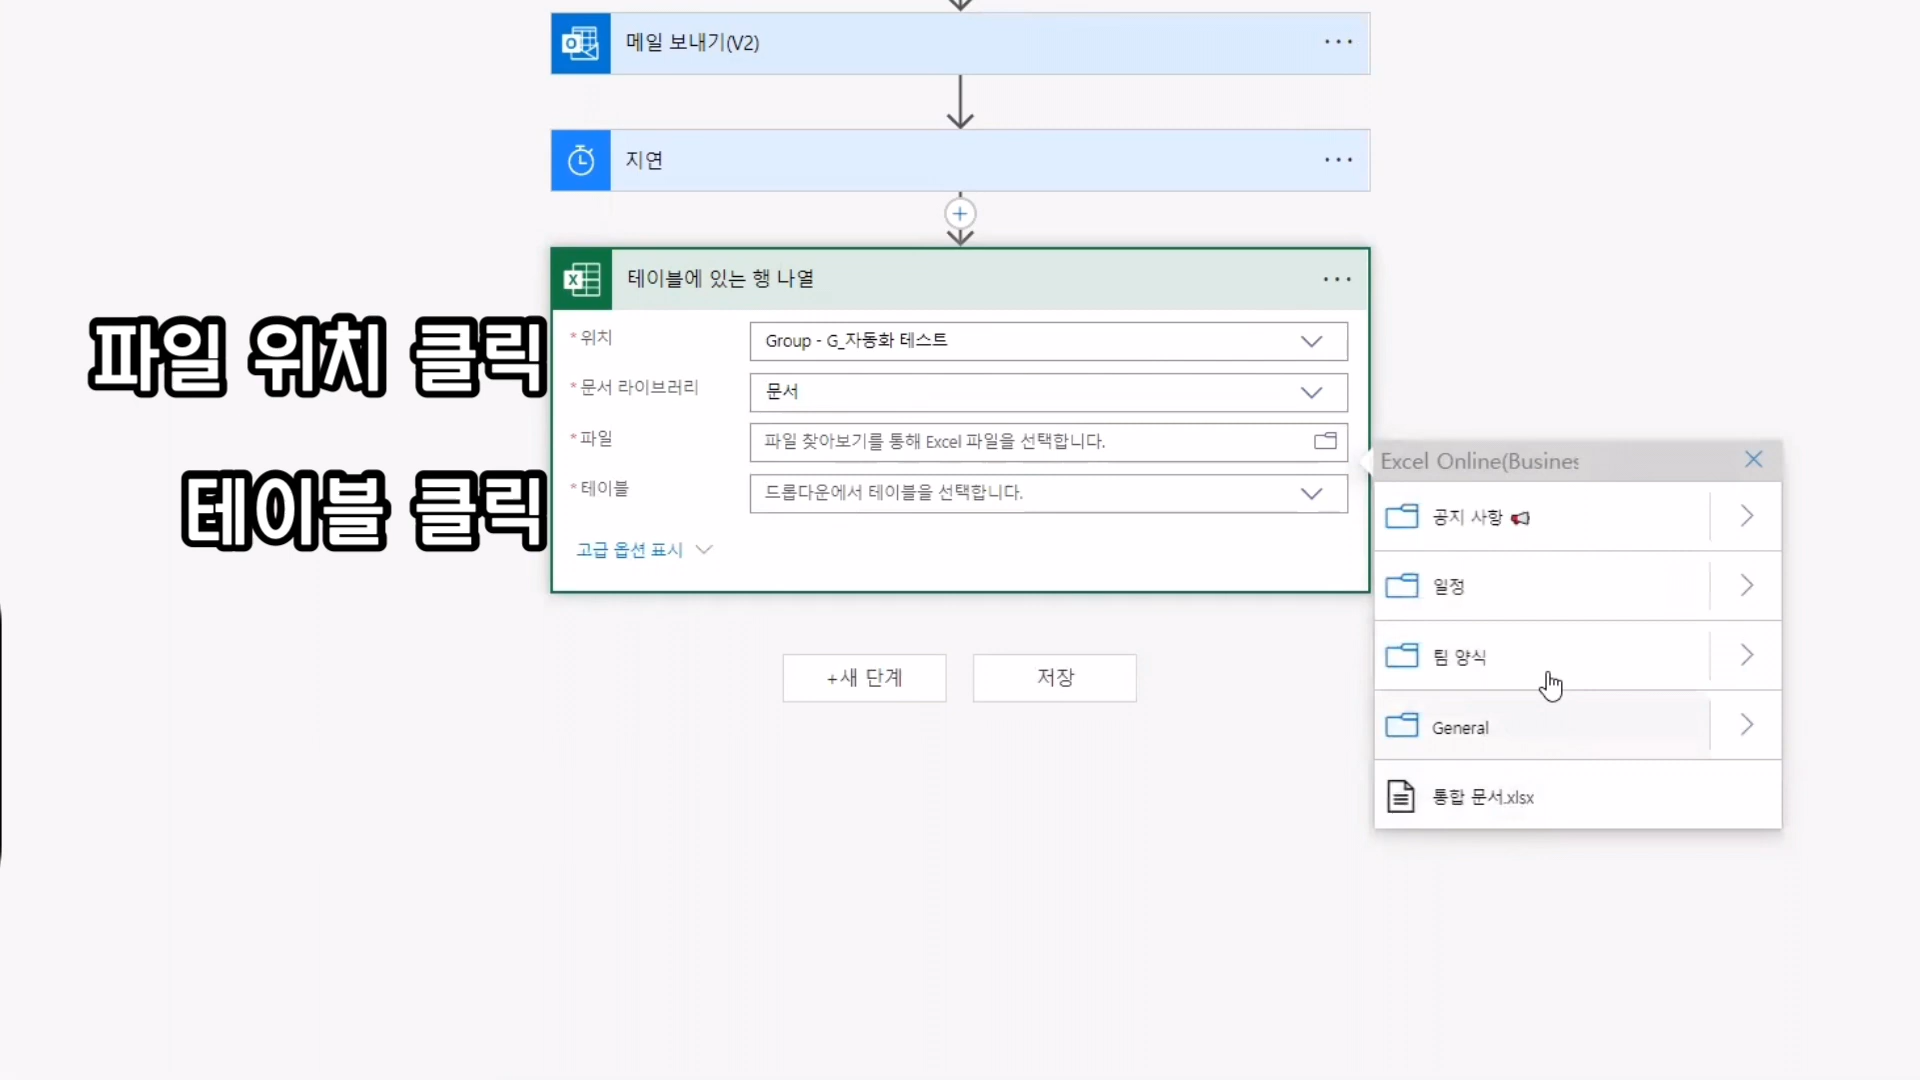 메일 보내기(V2)
지연
테이블에 있는 행 나열
파일 위치 클릭
테이블 클릭
*위치
Group - G_자동화 테스트
*문서 라이브러리
문서
*파일
파일 찾아보기를 통해 Excel 파일을 선택합니다.
*테이블
드롭다운에서 테이블을 선택합니다.
고급 옵션 표시
+새 단계
저장
Excel Online(Busines
공지 사항
일정
팀 양식
General
통합 문서.xlsx